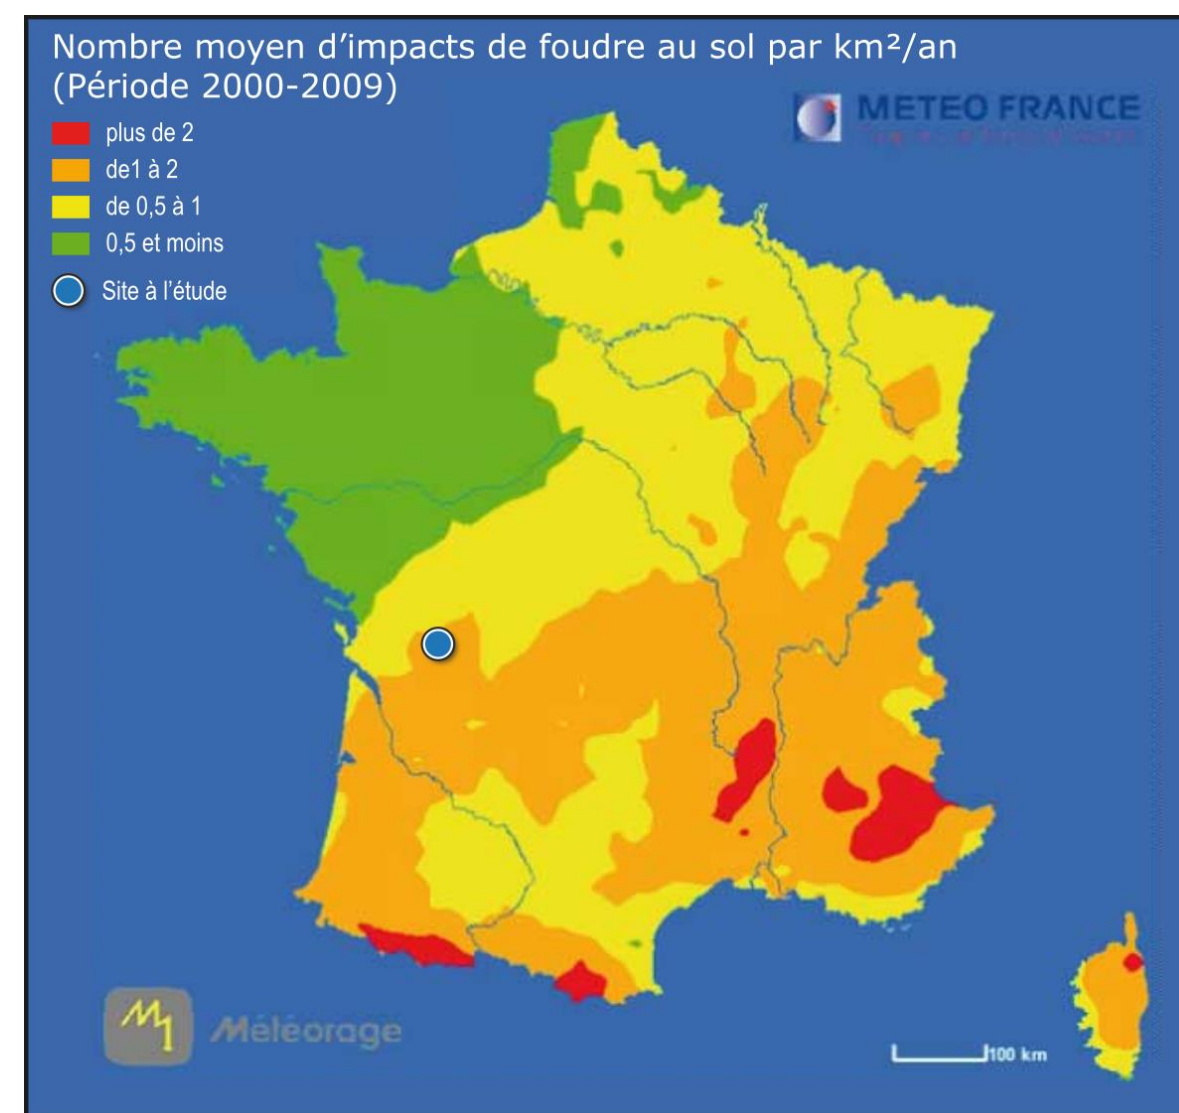 Nombre moyen d’impacts de foudre au sol par km²/an
(Période 2000-2009)
METEO FRANCE
plus de 2
de1 à 2
de 0,5 à 1
0,5 et moins
Site à l’étude
Météorage
100 km